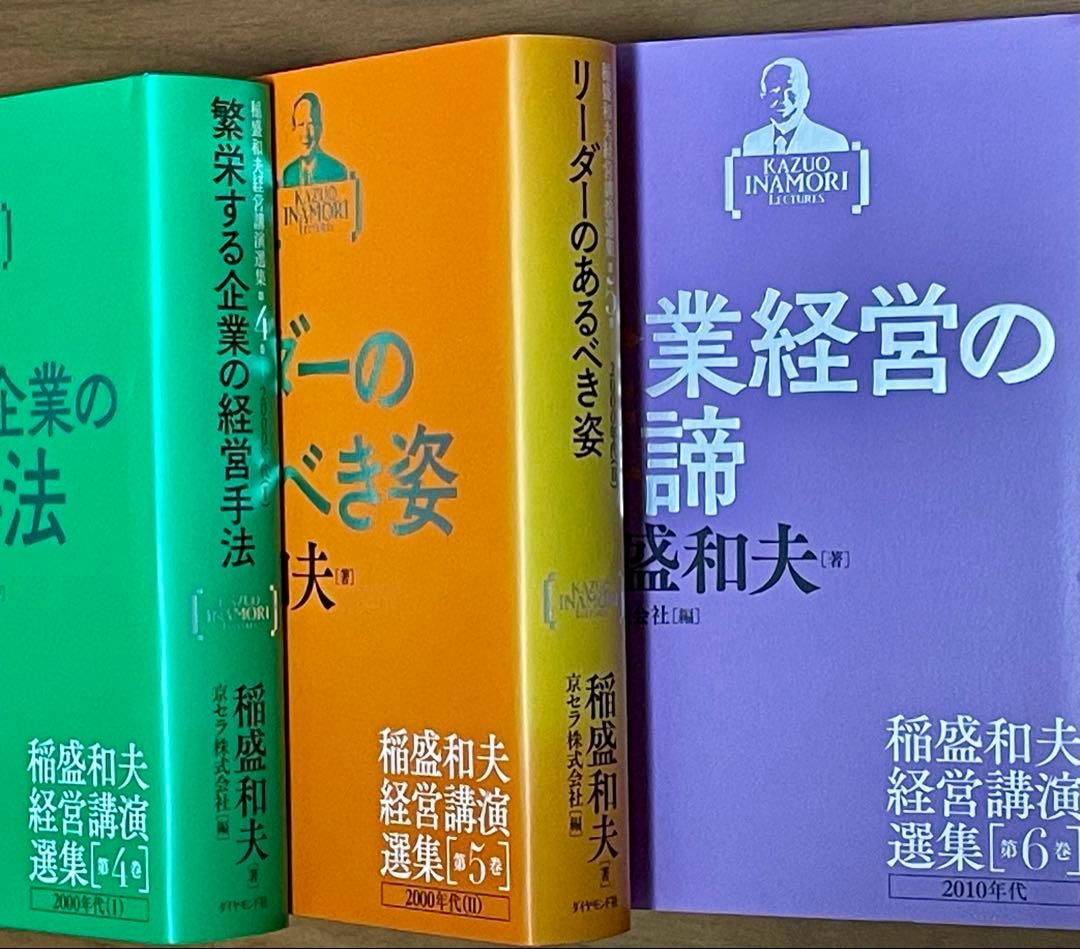 企業の
法
稲盛和夫
経営講演
選集[第4巻]
2000年代(I)
稲盛和夫経営講演選集 第4巻 2000年代(I)
繁栄する企業の経営手法
KAZUO
INAMORI
LECTURES
稲盛和夫[著]
京セラ株式会社[編]
KAZUO
INAMORI
LECTURES
ダーの
べき姿
和夫[著]
稲盛和夫
経営講演
選集[第5巻]
2000年代(II)
リーダーのあるべき姿
KAZUO
INAMORI
LECTURES
稲盛和夫[著]
京セラ株式会社[編]
ダイヤモンド社
KAZUO
INAMORI
LECTURES
業経営の
諦
盛和夫[著]
会社[編]
稲盛和夫
経営講演
選集[第6巻]
2010年代